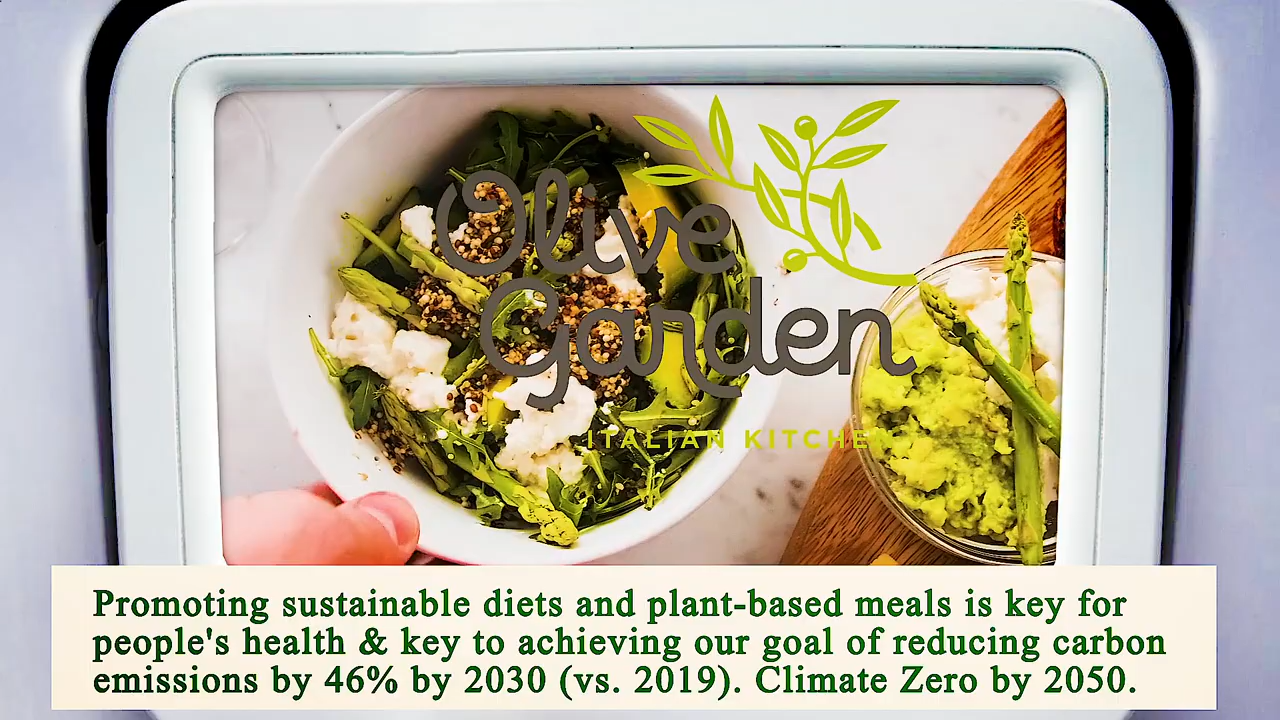 Olive
Garden
ITALIAN KITCHEN
Promoting sustainable diets and plant-based meals is key for
people's health & key to achieving our goal of reducing carbon
emissions by 46% by 2030 (vs. 2019). Climate Zero by 2050.